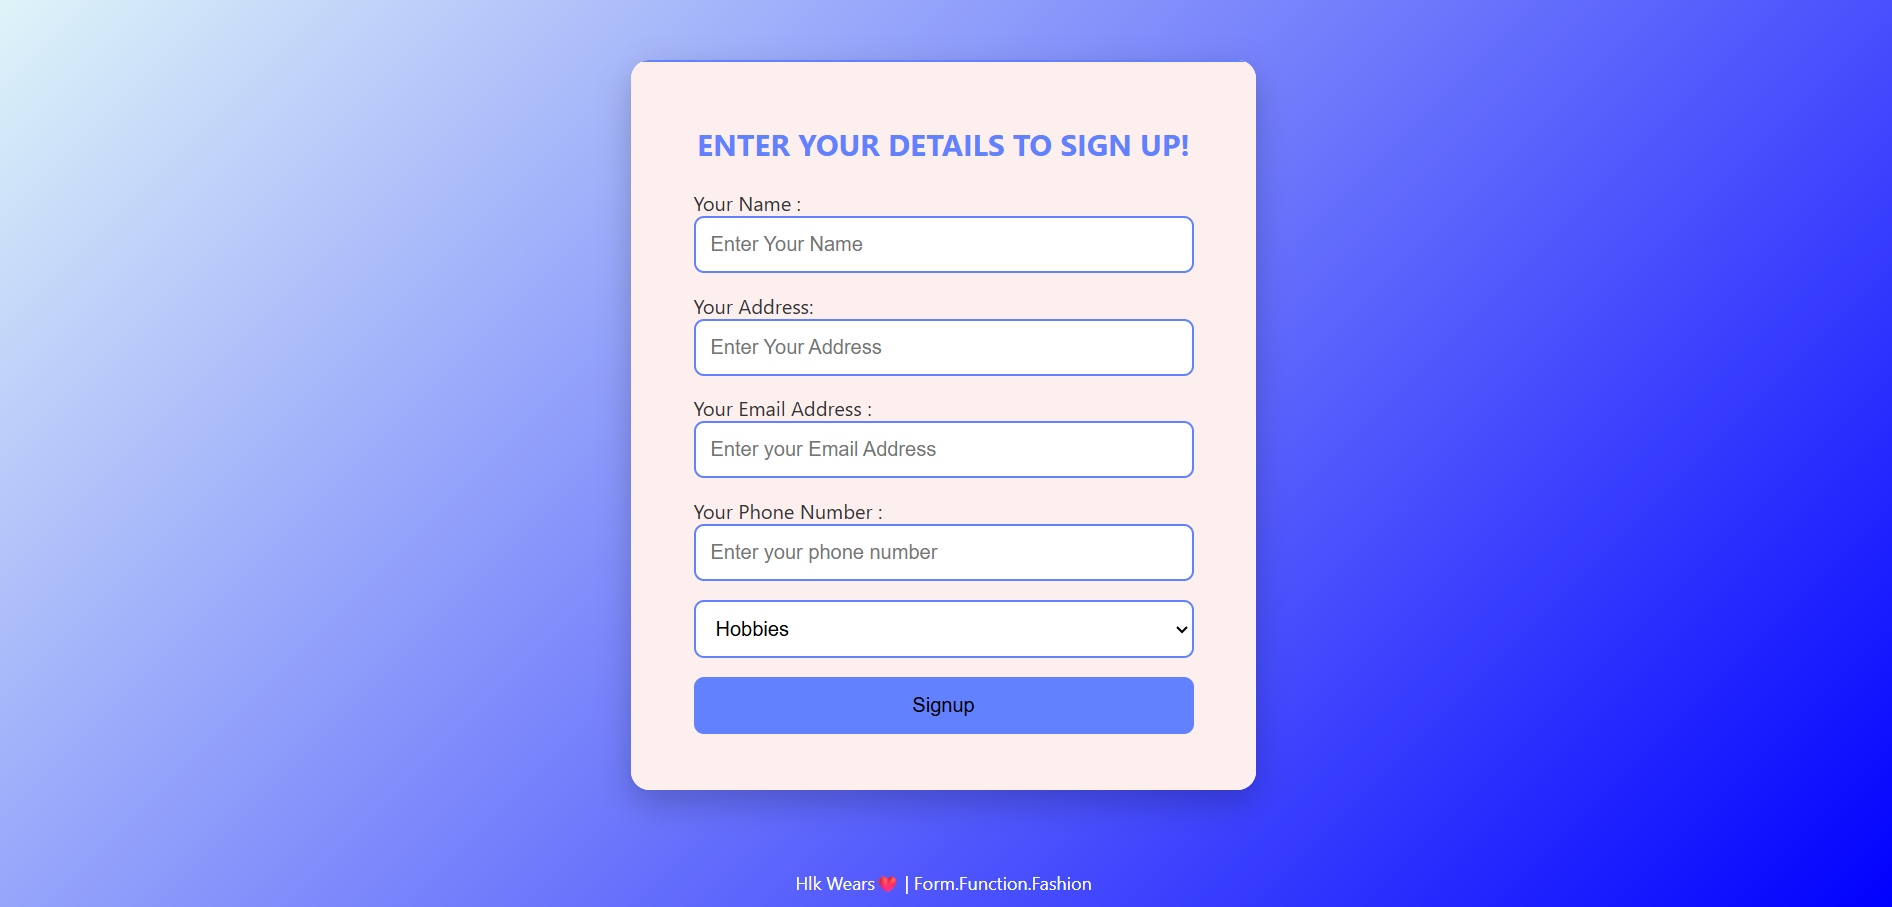 ENTER YOUR DETAILS TO SIGN UP!
Your Name :
Enter Your Name
Your Address:
Enter Your Address
Your Email Address :
Enter your Email Address
Your Phone Number :
Enter your phone number
Hobbies
Signup
Hlk Wears💔 | Form.Function.Fashion